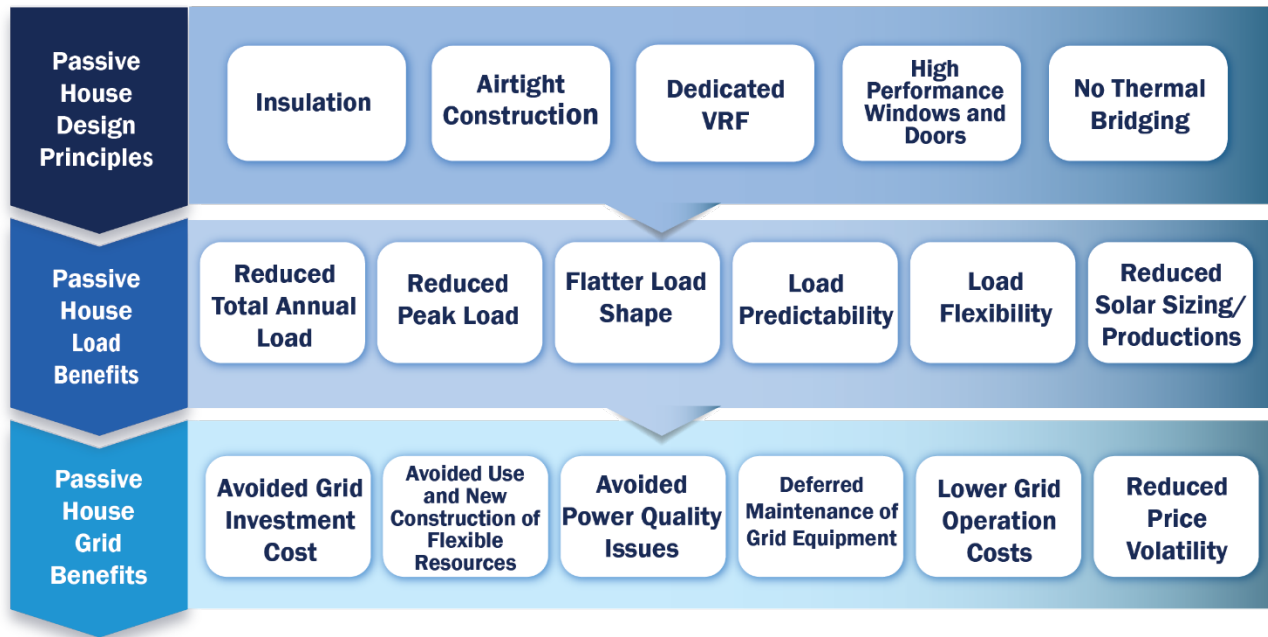 Passive
House
Design
Principles
Insulation
Airtight
Construction
Dedicated
VRF
High
Performance
Windows and
Doors
No Thermal
Bridging
Passive
House
Load
Benefits
Reduced
Total Annual
Load
Reduced
Peak Load
Flatter Load
Shape
Load
Predictability
Load
Flexibility
Reduced
Solar Sizing/
Productions
Passive
House
Grid
Benefits
Avoided Grid
Investment
Cost
Avoided Use
and New
Construction of
Flexible
Resources
Avoided
Power Quality
Issues
Deferred
Maintenance of
Grid Equipment
Lower Grid
Operation
Costs
Reduced
Price
Volatility